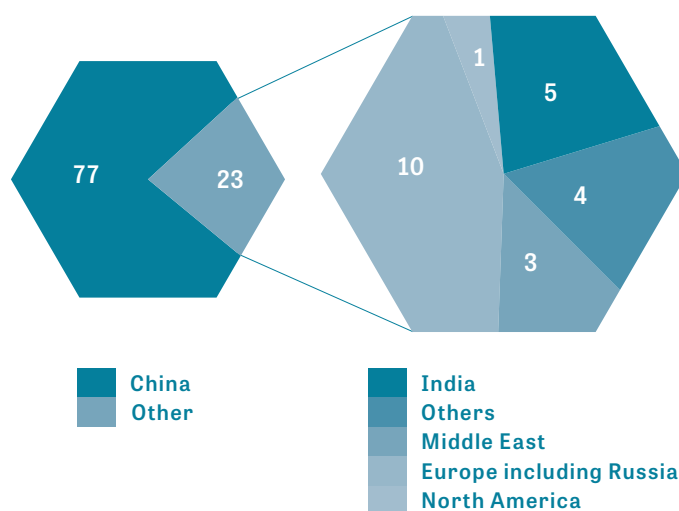 1
5
77
23
10
4
3
China
Other
India
Others
Middle East
Europe including Russia
North America